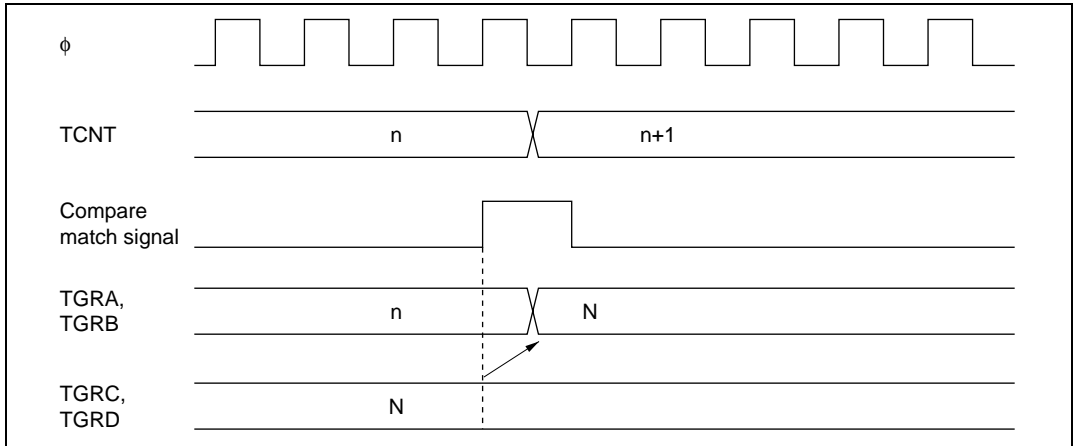 ϕ
TCNT
n
n+1
Compare
match signal
TGRA,
TGRB
n
N
TGRC,
TGRD
N